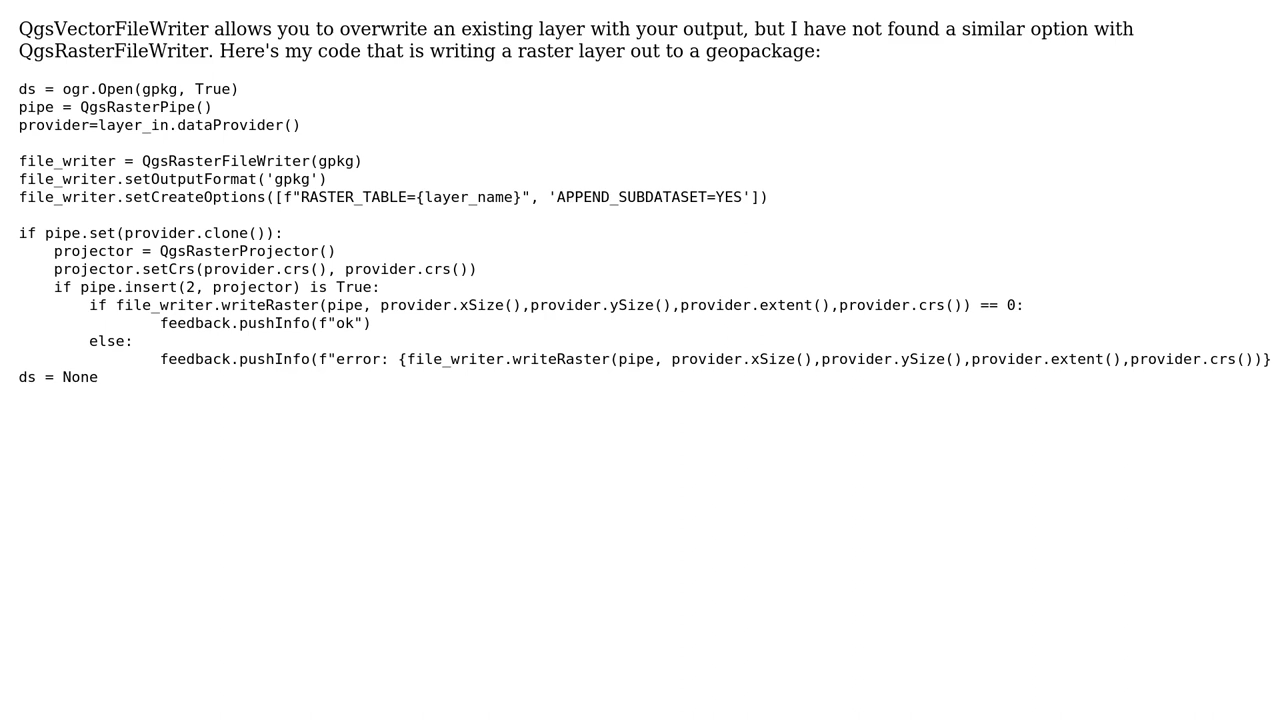 QgsVectorFileWriter allows you to overwrite an existing layer with your output, but I have not found a similar option with
QgsRasterFileWriter. Here's my code that is writing a raster layer out to a geopackage:
ds = ogr.Open(gpkg, True)
pipe = QgsRasterPipe()
provider=layer_in.dataProvider()
file_writer = QgsRasterFileWriter(gpkg)
file_writer.setOutputFormat('gpkg')
file_writer.setCreateOptions([f"RASTER_TABLE={layer_name}", 'APPEND_SUBDATASET=YES'])
if pipe.set(provider.clone()):
    projector = QgsRasterProjector()
    projector.setCrs(provider.crs(), provider.crs())
    if pipe.insert(2, projector) is True:
        if file_writer.writeRaster(pipe, provider.xSize(),provider.ySize(),provider.extent(),provider.crs()) == 0:
                feedback.pushInfo(f"ok")
        else:
                feedback.pushInfo(f"error: {file_writer.writeRaster(pipe, provider.xSize(),provider.ySize(),provider.extent(),provider.crs())}
ds = None